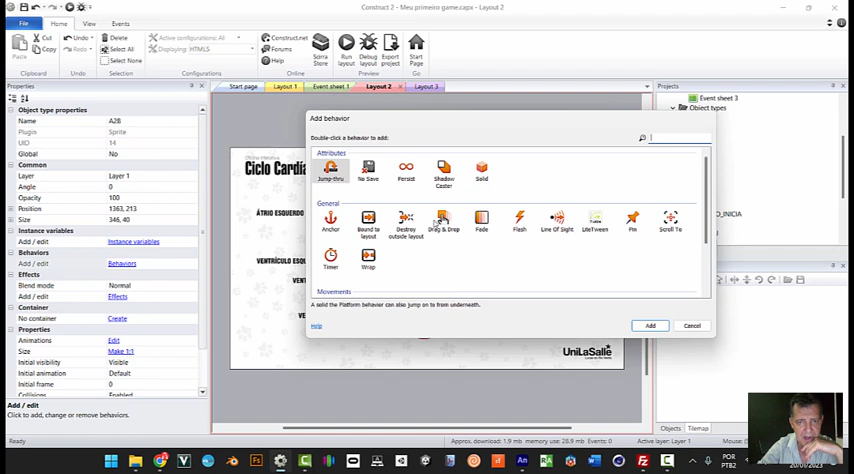 Construct 2 - Meu primeiro game.capx - Layout 2
File Home View Events
Paste
Cut
Copy
Clipboard
Undo
Redo
Undo
Delete
Select All
Select None
Selection
Active configurations: All
Displaying: HTML5
Configurations
Construct.net
Forums
Help
Scirra Store
Online
Run layout
Debug layout
Export project
Preview
Start Page
Go
Properties
Object type properties
Name A2B
Plugin Sprite
UID 14
Global No
Common
Layer Layer 1
Angle 0
Opacity 100
Position 1363, 213
Size 346, 40
Instance variables
Add / edit Instance variables
Behaviors
Add / edit Behaviors
Effects
Blend mode Normal
Add / edit Effects
Container
No container Create
Properties
Animations Edit
Size Make 1:1
Initial visibility Visible
Initial animation Default
Initial frame 0
Collisions Enabled
Add / edit
Click to add, change or remove behaviors.
Start page Layout 1 Event sheet 1 Layout 2 Layout 3
Ciclo Cardía
ÁTRIO ESQUERDO
VENTRÍCULO ESQUERDO
VENT
VE
UniLaSalle
Add behavior
Double-click a behavior to add:
Attributes
Jump-thru No Save Persist Shadow Caster Solid
General
Anchor Bound to layout Destroy outside layout Drag & Drop Fade Flash Line Of Sight LiteTween Pin Scroll To
Timer Wrap
Movements
A solid the Platform behavior can also jump on to from underneath.
Help Add Cancel
Projects
Event sheet 3
Object types
O_INICIA
Objects Tilemap
Ready Approx. download: 1.9 mb memory use: 28.9 mb Events: 0 Active layer: Layer 1 Mouse:
POR
PTB2
20/01/2023